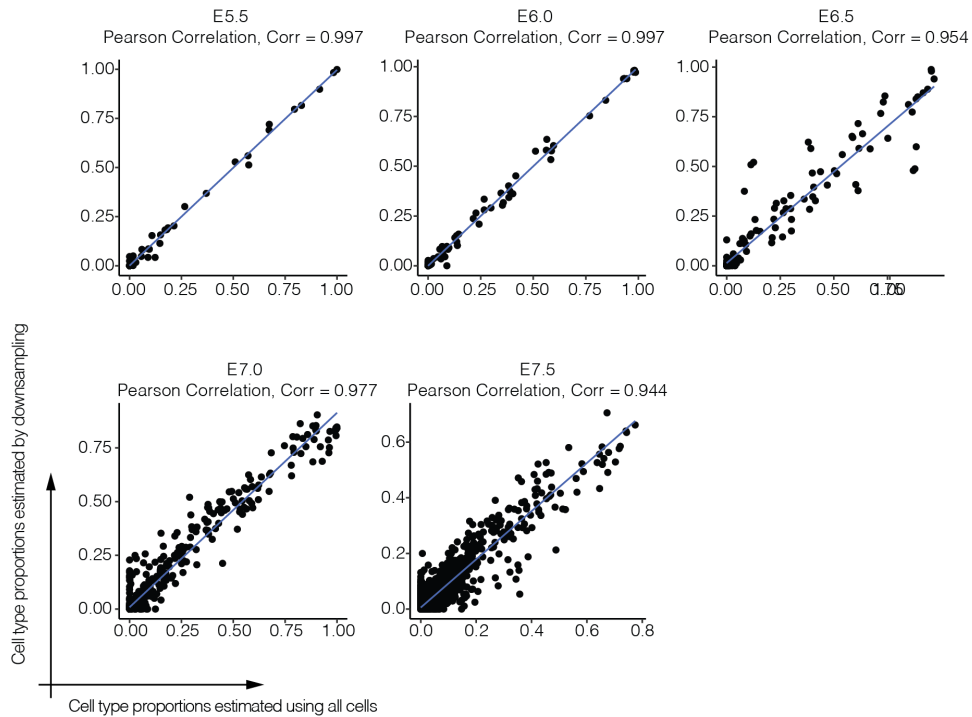 E5.5
Pearson Correlation, Corr = 0.997
1.00
0.75
0.50
0.25
0.00
0.00 0.25 0.50 0.75 1.00
E6.0
Pearson Correlation, Corr = 0.997
1.00
0.75
0.50
0.25
0.00
0.00 0.25 0.50 0.75 1.00
E6.5
Pearson Correlation, Corr = 0.954
1.00
0.75
0.50
0.25
0.00
0.00 0.25 0.50
E7.0
Pearson Correlation, Corr = 0.977
0.75
0.50
0.25
0.00
0.00 0.25 0.50 0.75 1.00
E7.5
Pearson Correlation, Corr = 0.944
0.6
0.4
0.2
0.0
0.0 0.2 0.4 0.6 0.8
Cell type proportions estimated by downsampling
Cell type proportions estimated using all cells